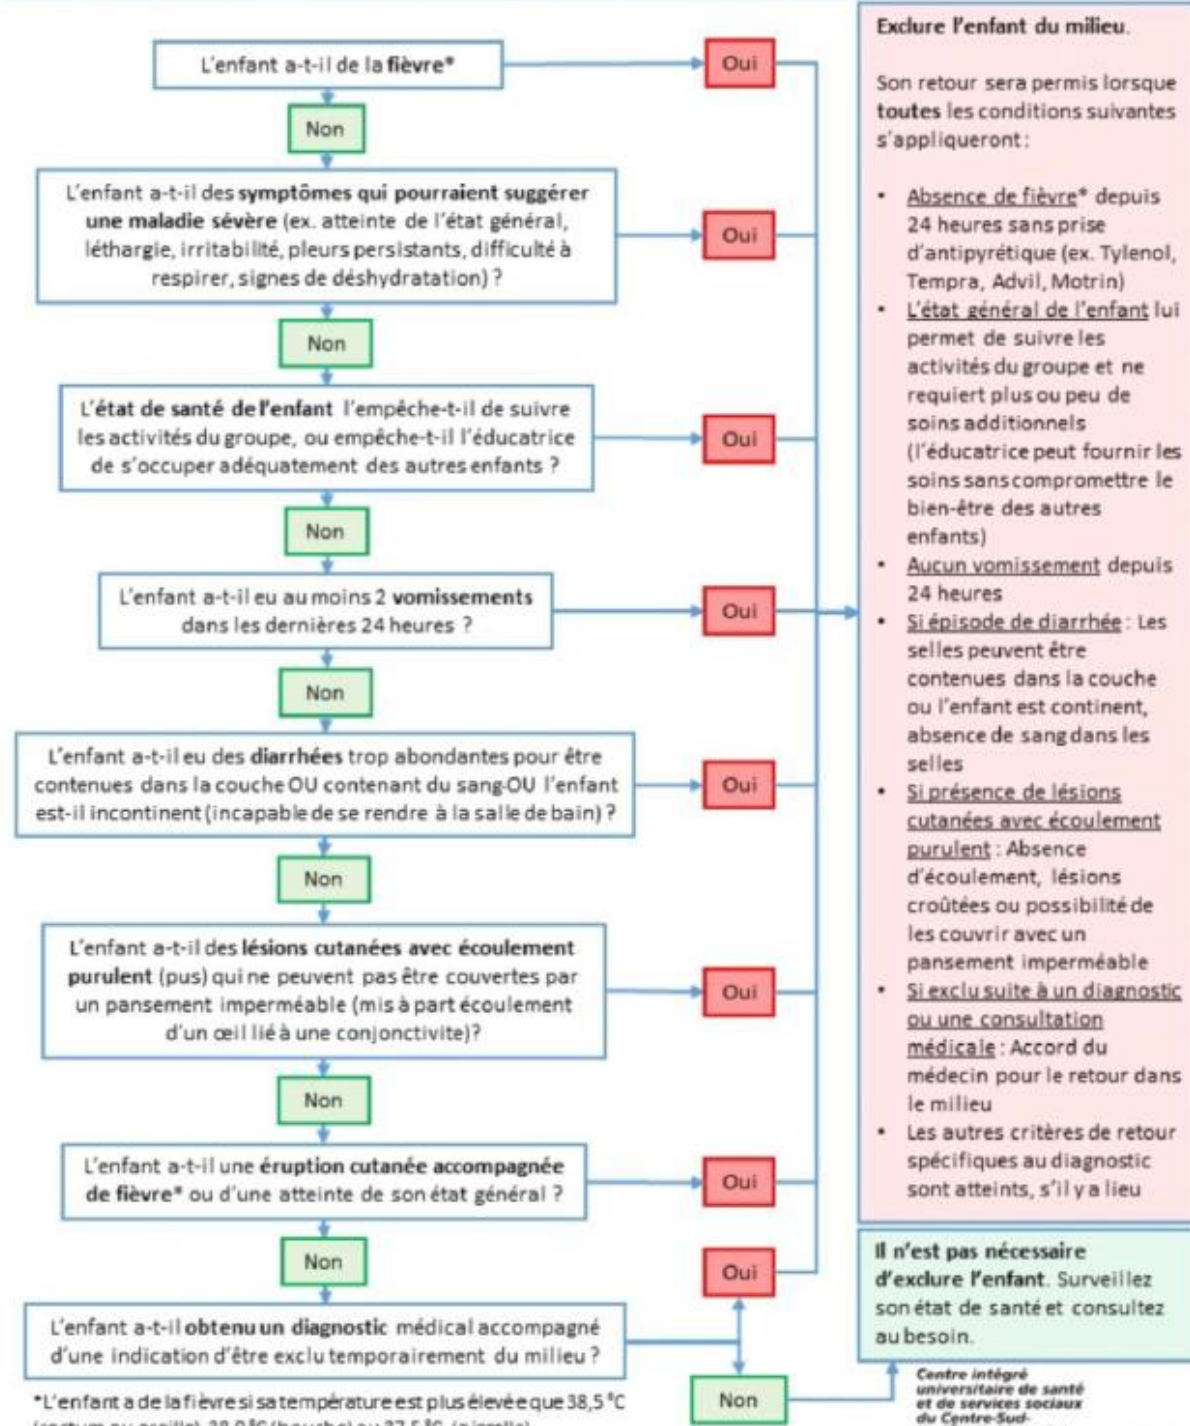 L'enfant a-t-il de la fièvre*
Oui
Non
L'enfant a-t-il des symptômes qui pourraient suggérer
une maladie sévère (ex. atteinte de l'état général,
léthargie, irritabilité, pleurs persistants, difficulté à
respirer, signes de déshydratation) ?
Oui
Non
L'état de santé de l'enfant l'empêche-t-il de suivre
les activités du groupe, ou empêche-t-il l'éducatrice
de s'occuper adéquatement des autres enfants ?
Oui
Non
L'enfant a-t-il eu au moins 2 vomissements
dans les dernières 24 heures ?
Oui
Non
L'enfant a-t-il eu des diarrhées trop abondantes pour être
contenues dans la couche OU contenant du sang OU l'enfant
est-il incontinent (incapable de se rendre à la salle de bain) ?
Oui
Non
L'enfant a-t-il des lésions cutanées avec écoulement
purulent (pus) qui ne peuvent pas être couvertes par
un pansement imperméable (mis à part écoulement
d'un œil lié à une conjonctivite)?
Oui
Non
L'enfant a-t-il une éruption cutanée accompagnée
de fièvre* ou d'une atteinte de son état général ?
Oui
Non
L'enfant a-t-il obtenu un diagnostic médical accompagné
d'une indication d'être exclu temporairement du milieu ?
Oui
Non
*L'enfant a de la fièvre si sa température est plus élevée que 38,5 °C
Exclure l'enfant du milieu.
Son retour sera permis lorsque
toutes les conditions suivantes
s'appliqueront :
• Absence de fièvre* depuis
24 heures sans prise
d'antipyrétique (ex. Tylenol,
Tempra, Advil, Motrin)
• L'état général de l'enfant lui
permet de suivre les
activités du groupe et ne
requiert plus ou peu de
soins additionnels
(l'éducatrice peut fournir les
soins sans compromettre le
bien-être des autres
enfants)
• Aucun vomissement depuis
24 heures
• Si épisode de diarrhée : Les
selles peuvent être
contenues dans la couche
ou l'enfant est continent,
absence de sang dans les
selles
• Si présence de lésions
cutanées avec écoulement
purulent : Absence
d'écoulement, lésions
croûtées ou possibilité de
les couvrir avec un
pansement imperméable
• Si exclu suite à un diagnostic
ou une consultation
médicale : Accord du
médecin pour le retour dans
le milieu
• Les autres critères de retour
spécifiques au diagnostic
sont atteints, s'il y a lieu
Il n'est pas nécessaire
d'exclure l'enfant. Surveillez
son état de santé et consultez
au besoin.
Centre intégré
universitaire de santé
et de services sociaux
du Centre-Sud-